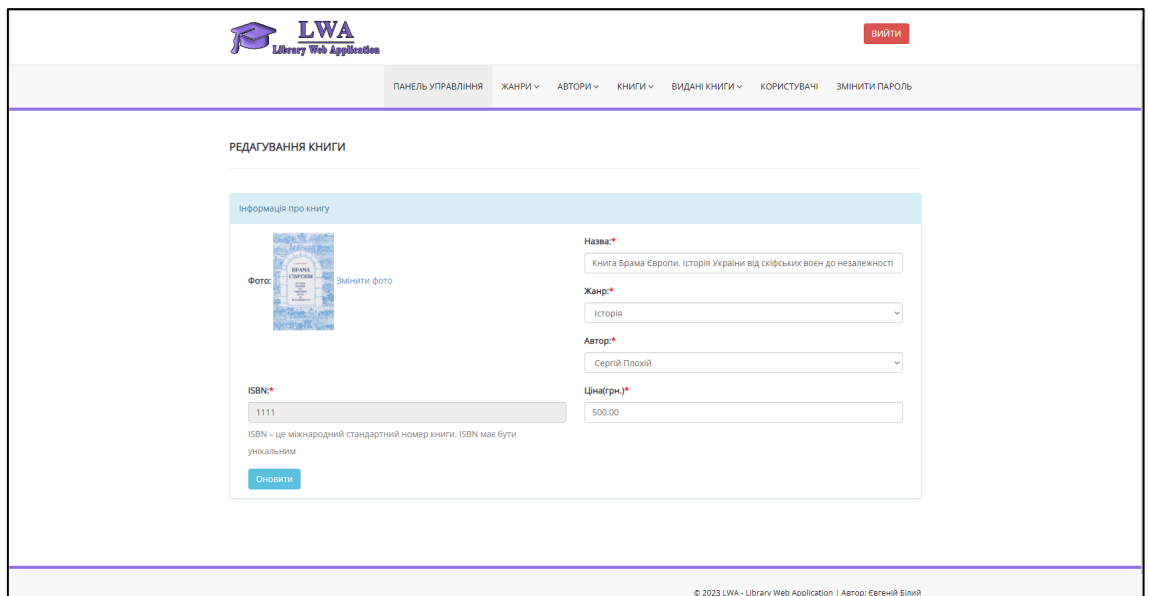 LWA
Library Web Application
ВИЙТИ
ПАНЕЛЬ УПРАВЛІННЯ ЖАНРИ АВТОРИ КНИГИ ВИДАНІ КНИГИ КОРИСТУВАЧІ ЗМІНИТИ ПАРОЛЬ
РЕДАГУВАННЯ КНИГИ
Інформація про книгу
Фото:
БРАМА
ЄВРОПИ
Змінити фото
Назва:*
Книга Брама Європи. Історія України від скіфських воєн до незалежності
Жанр:*
Історія
Автор:*
Сергій Плохій
ISBN:*
1111
ISBN – це міжнародний стандартний номер книги. ISBN має бути
унікальним
Ціна(грн.)*
500.00
Оновити
© 2023 LWA - Library Web Application | Автор: Євгеній Білий